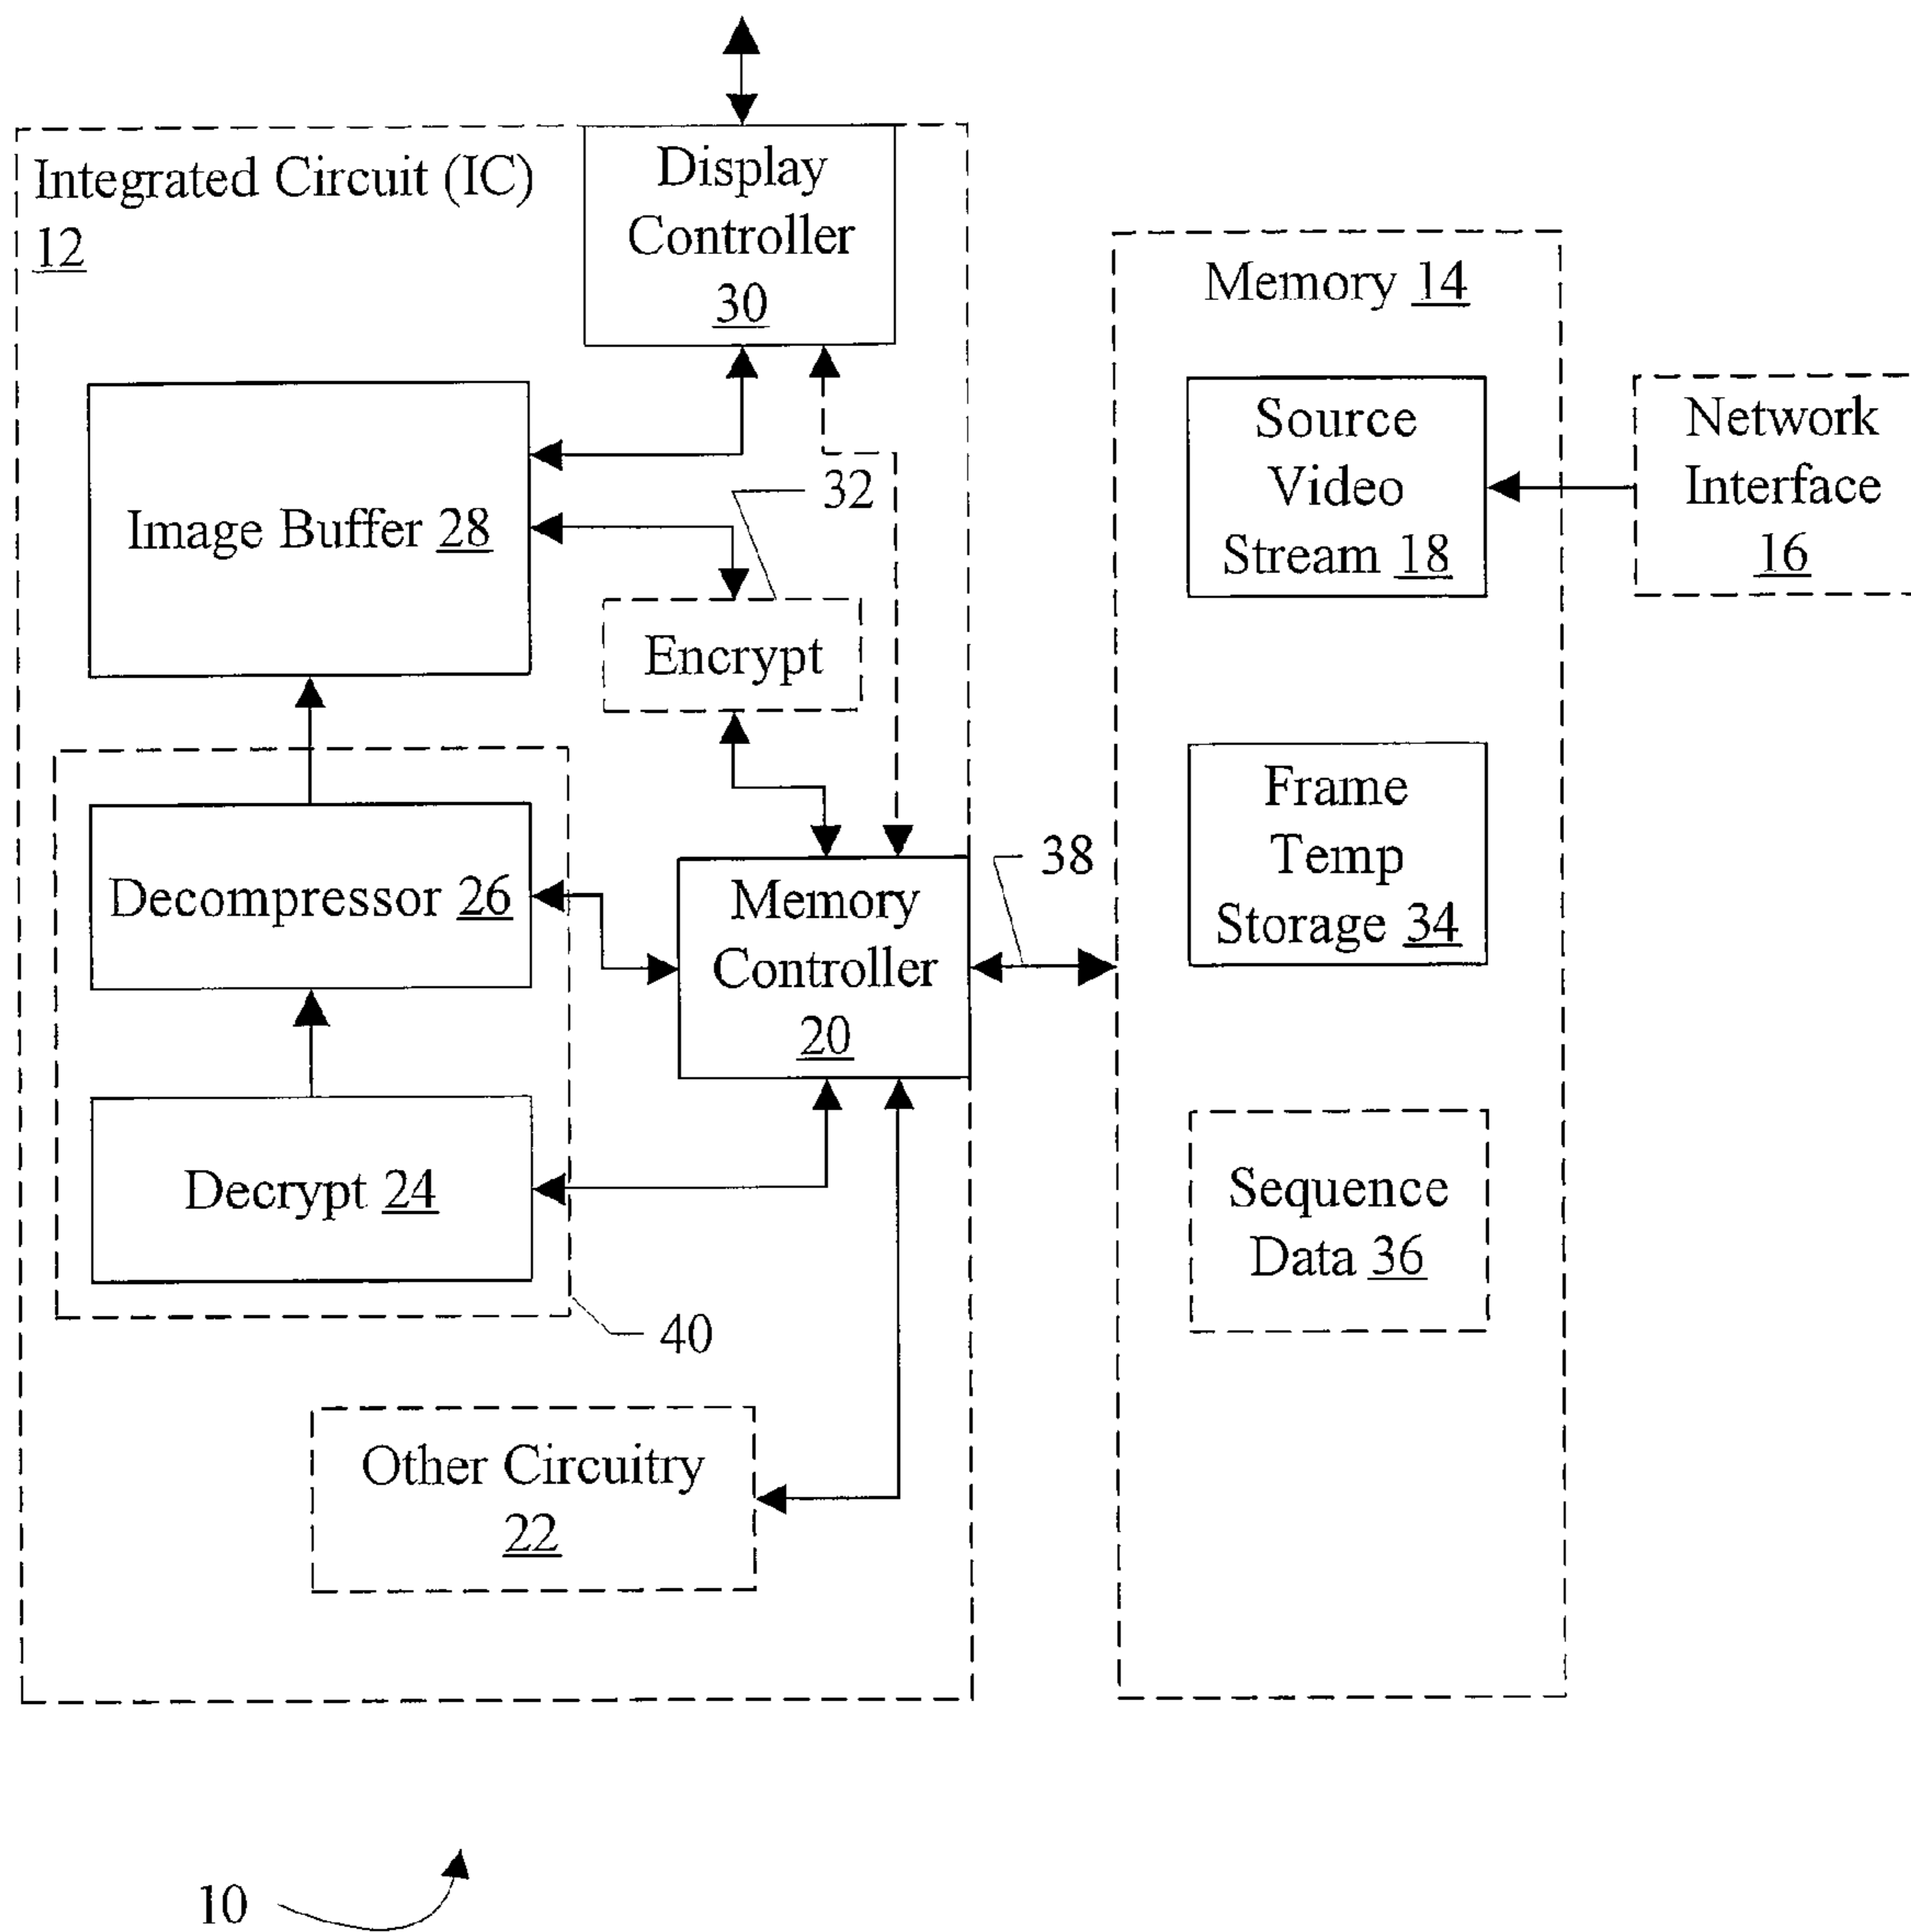 Integrated Circuit (IC)
12
Display
Controller
30
Memory 14
Image Buffer 28
32
Source
Video
Stream 18
Network
Interface
16
Encrypt
Decompressor 26
Memory
Controller
20
38
Frame
Temp
Storage 34
Decrypt 24
40
Sequence
Data 36
Other Circuitry
22
10